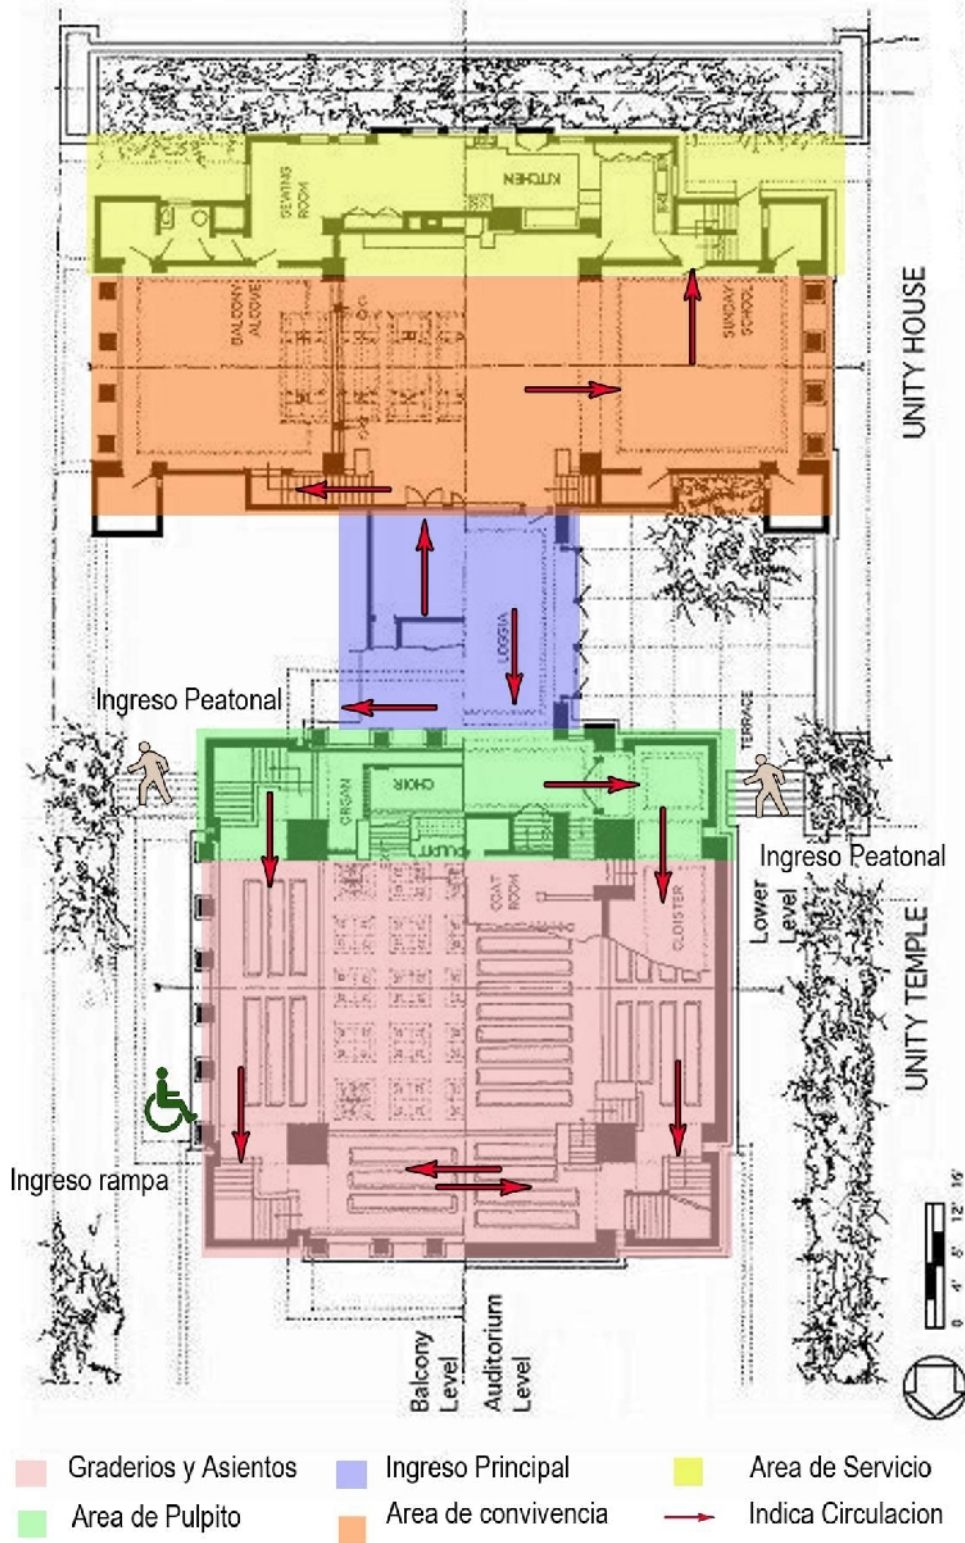 SEWING
ROOM
KITCHEN
BALCONY
ALCOVE
SUNDAY
SCHOOL
UNITY HOUSE
LOGGIA
Ingreso Peatonal
TERRACE
ORGAN
CHOIR
PULPIT
Ingreso Peatonal
COAT
ROOM
CLOISTER
Lower
Level
UNITY TEMPLE
Ingreso rampa
0 4' 8' 12' 16'
Balcony
Level
Auditorium
Level
Graderios y Asientos
Ingreso Principal
Area de Servicio
Area de Pulpito
Area de convivencia
Indica Circulacion